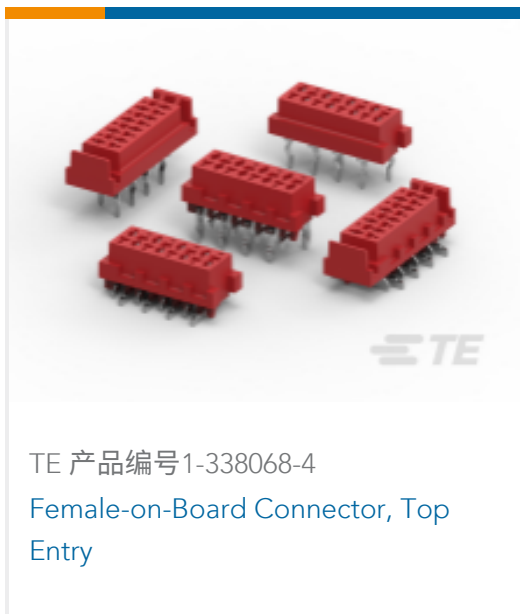 TE
TE 产品编号1-338068-4
Female-on-Board Connector, Top
Entry